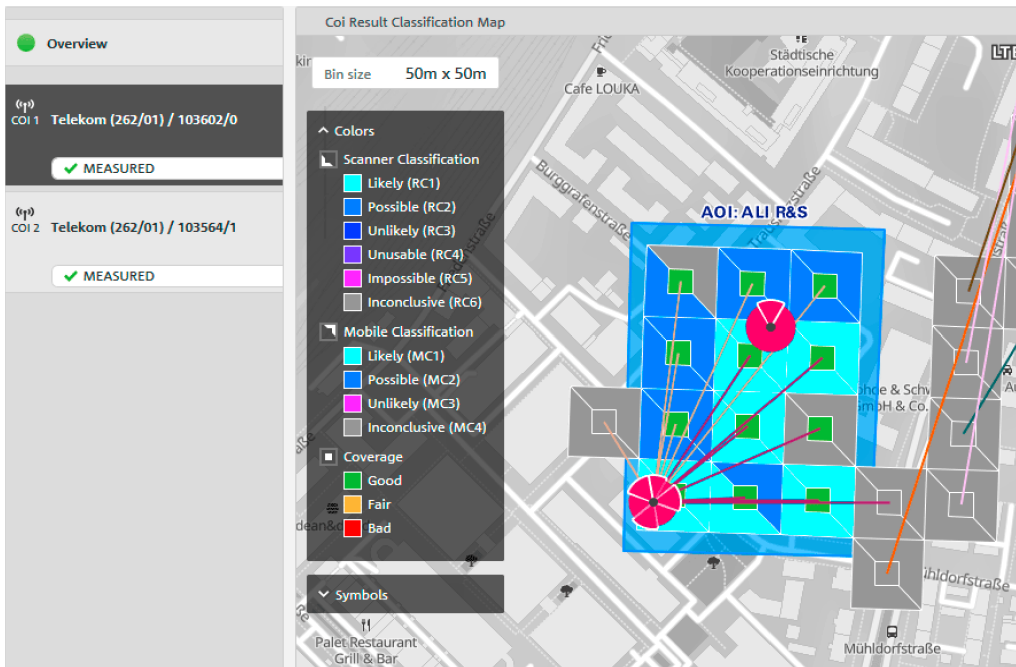 Overview
COI 1 Telekom (262/01) / 103602/0
MEASURED
COI 2 Telekom (262/01) / 103564/1
MEASURED
Coi Result Classification Map
Bin size 50m x 50m
Colors
Scanner Classification
Likely (RC1)
Possible (RC2)
Unlikely (RC3)
Unusable (RC4)
Impossible (RC5)
Inconclusive (RC6)
Mobile Classification
Likely (MC1)
Possible (MC2)
Unlikely (MC3)
Inconclusive (MC4)
Coverage
Good
Fair
Bad
Symbols
Städtische
Kooperationseinrichtung
Cafe LOUKA
LTE
Burggrafenstraße
AOI: ALI R&S
Mühldorfstraße
Palet Restaurant
Grill & Bar